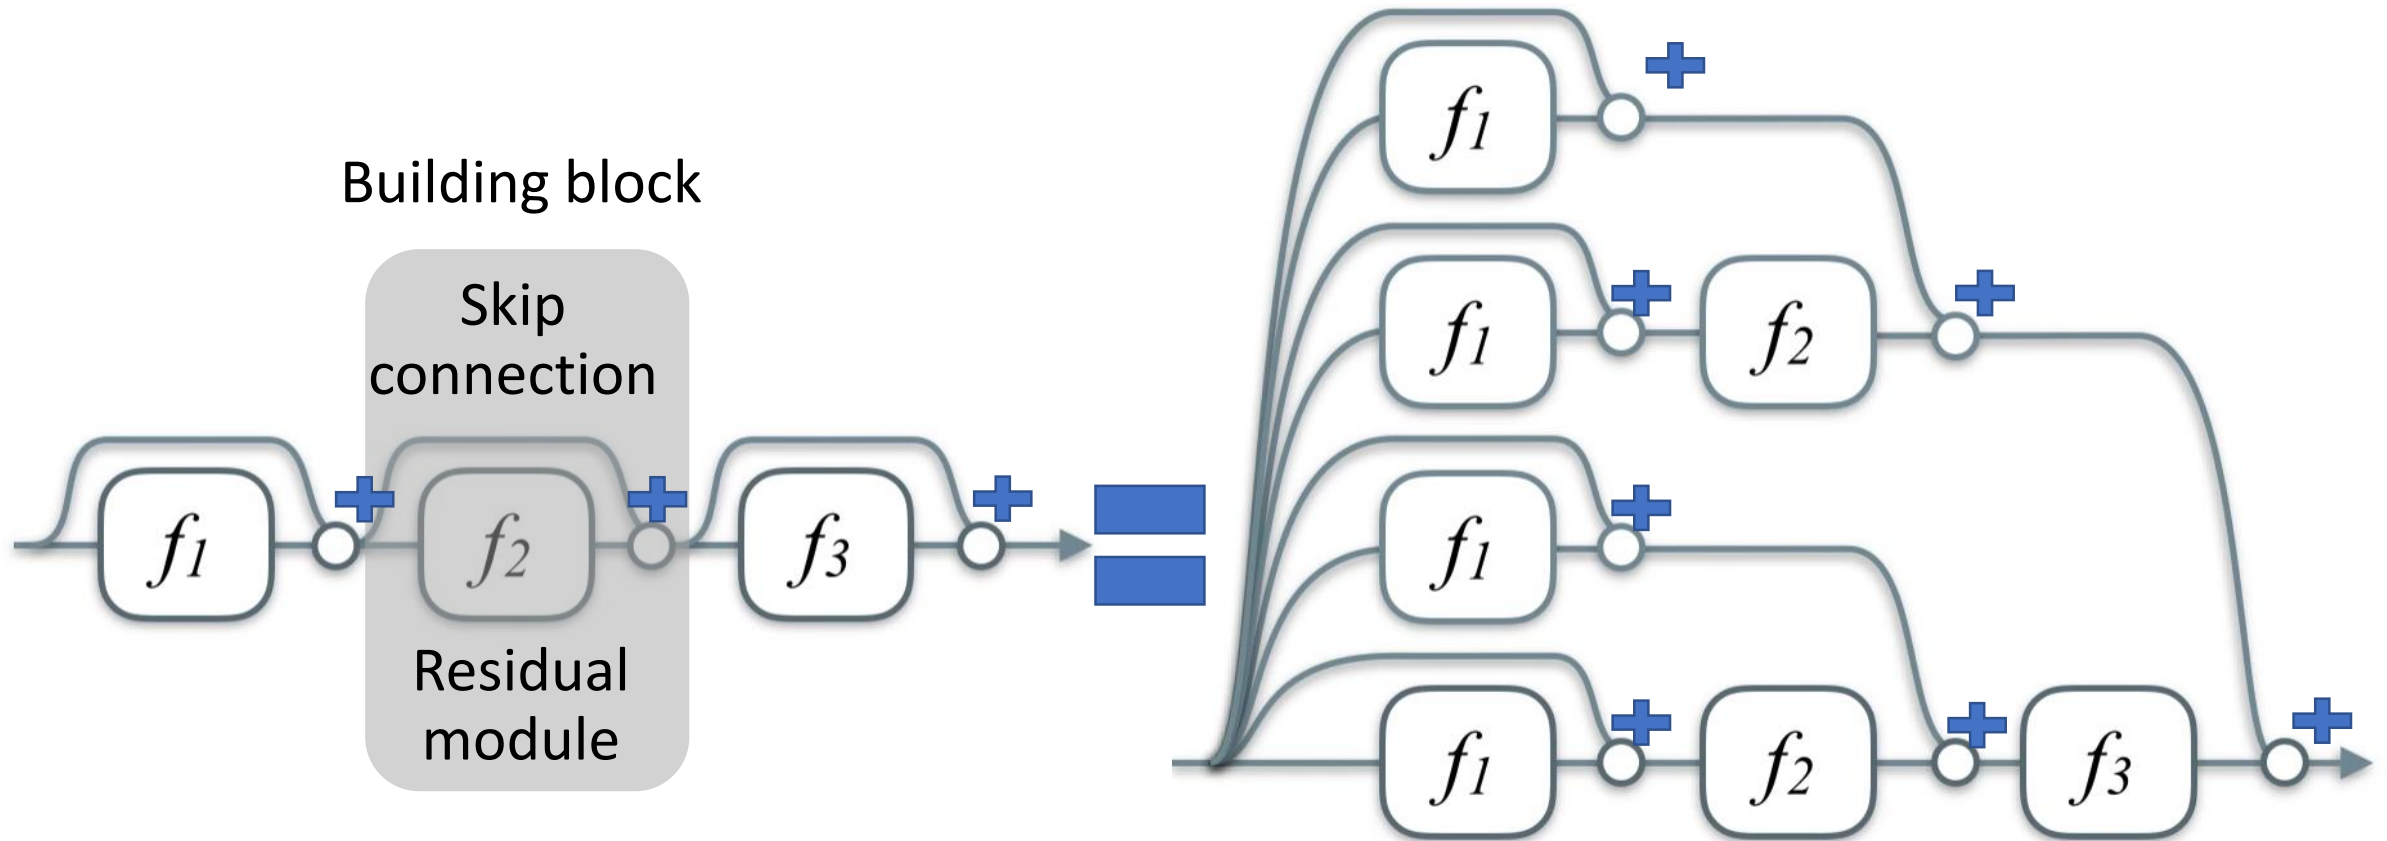 Building block
Skip
connection
f1
f2
f3
Residual
module
f1
f1
f2
f1
f1
f2
f3